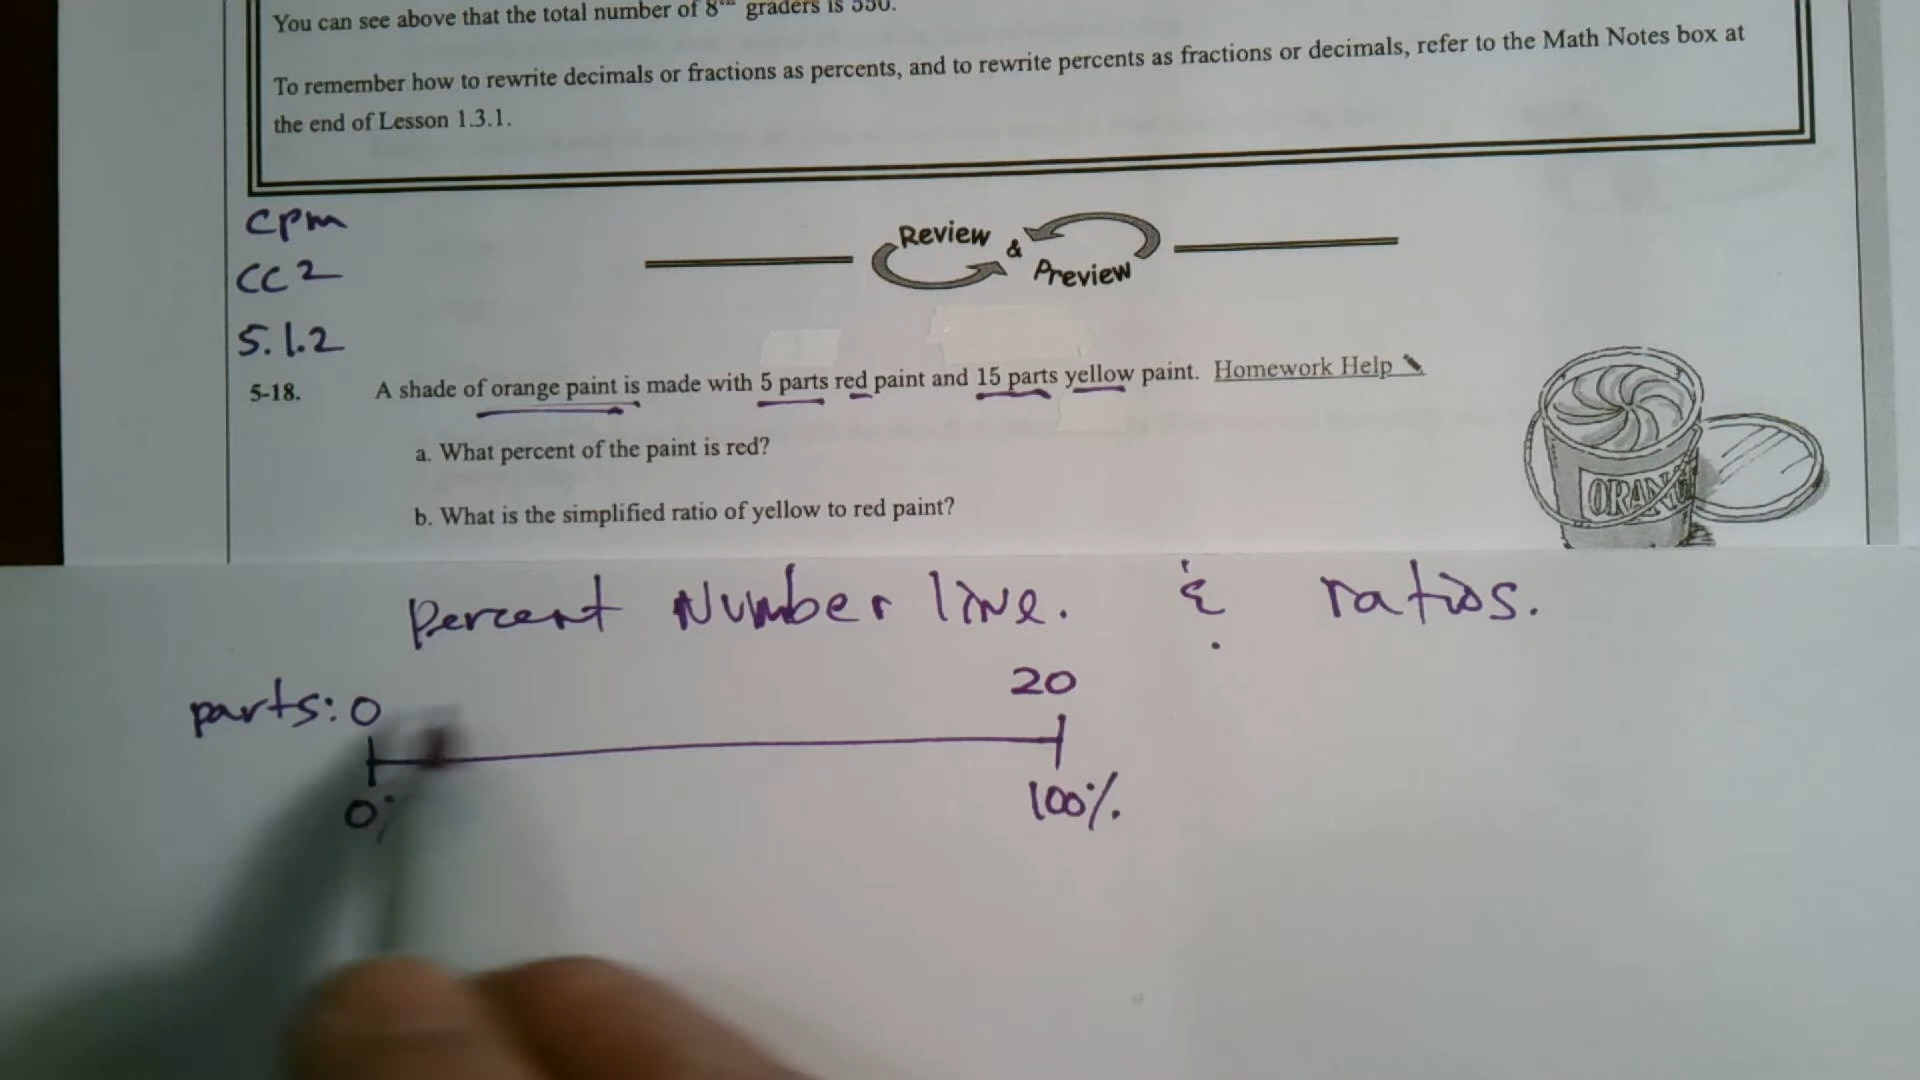 You can see above that the total number of 8th graders is 550.
To remember how to rewrite decimals or fractions as percents, and to rewrite percents as fractions or decimals, refer to the Math Notes box at
the end of Lesson 1.3.1.
CPM
CC2
5.1.2
Review & Preview
5-18. A shade of orange paint is made with 5 parts red paint and 15 parts yellow paint. Homework Help
a. What percent of the paint is red?
b. What is the simplified ratio of yellow to red paint?
ORANG
Percent Number line. & ratios.
parts: 0 20
0% 100%